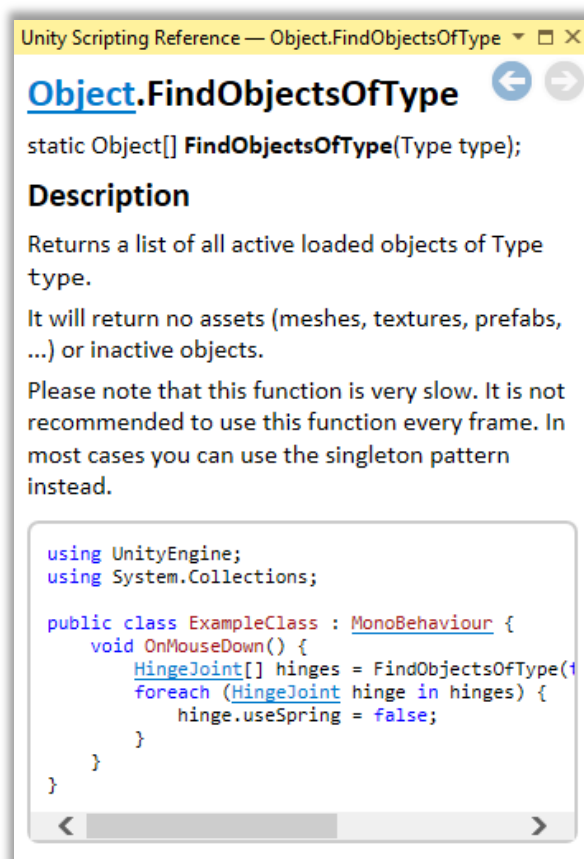 Unity Scripting Reference — Object.FindObjectsOfType
Object.FindObjectsOfType
static Object[] FindObjectsOfType(Type type);
Description
Returns a list of all active loaded objects of Type
type.
It will return no assets (meshes, textures, prefabs,
...) or inactive objects.
Please note that this function is very slow. It is not
recommended to use this function every frame. In
most cases you can use the singleton pattern
instead.
using UnityEngine;
using System.Collections;
public class ExampleClass : MonoBehaviour {
void OnMouseDown() {
HingeJoint[] hinges = FindObjectsOfType(t
foreach (HingeJoint hinge in hinges) {
hinge.useSpring = false;
}
}
}